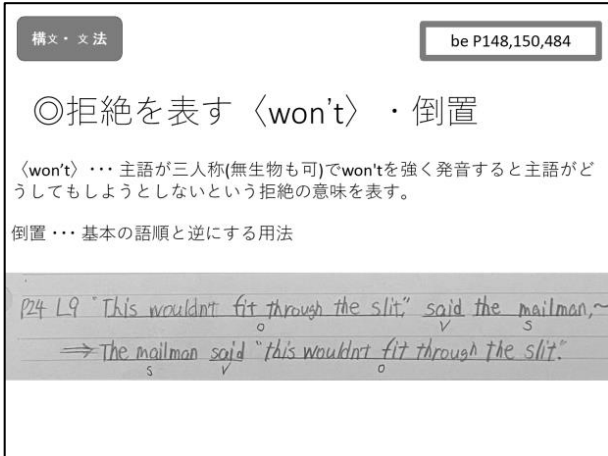 構文・文法
be P148,150,484
◎拒絶を表す〈won't〉・倒置
〈won't〉・・・主語が三人称(無生物も可)でwon'tを強く発音すると主語がど
うしてもしようとしないという拒絶の意味を表す。
倒置・・・基本の語順と逆にする用法
P24 L9 "This wouldn't fit through the slit," said the mailman,~
O V S
⇒ The mailman said "this wouldn't fit through the slit."
S V O